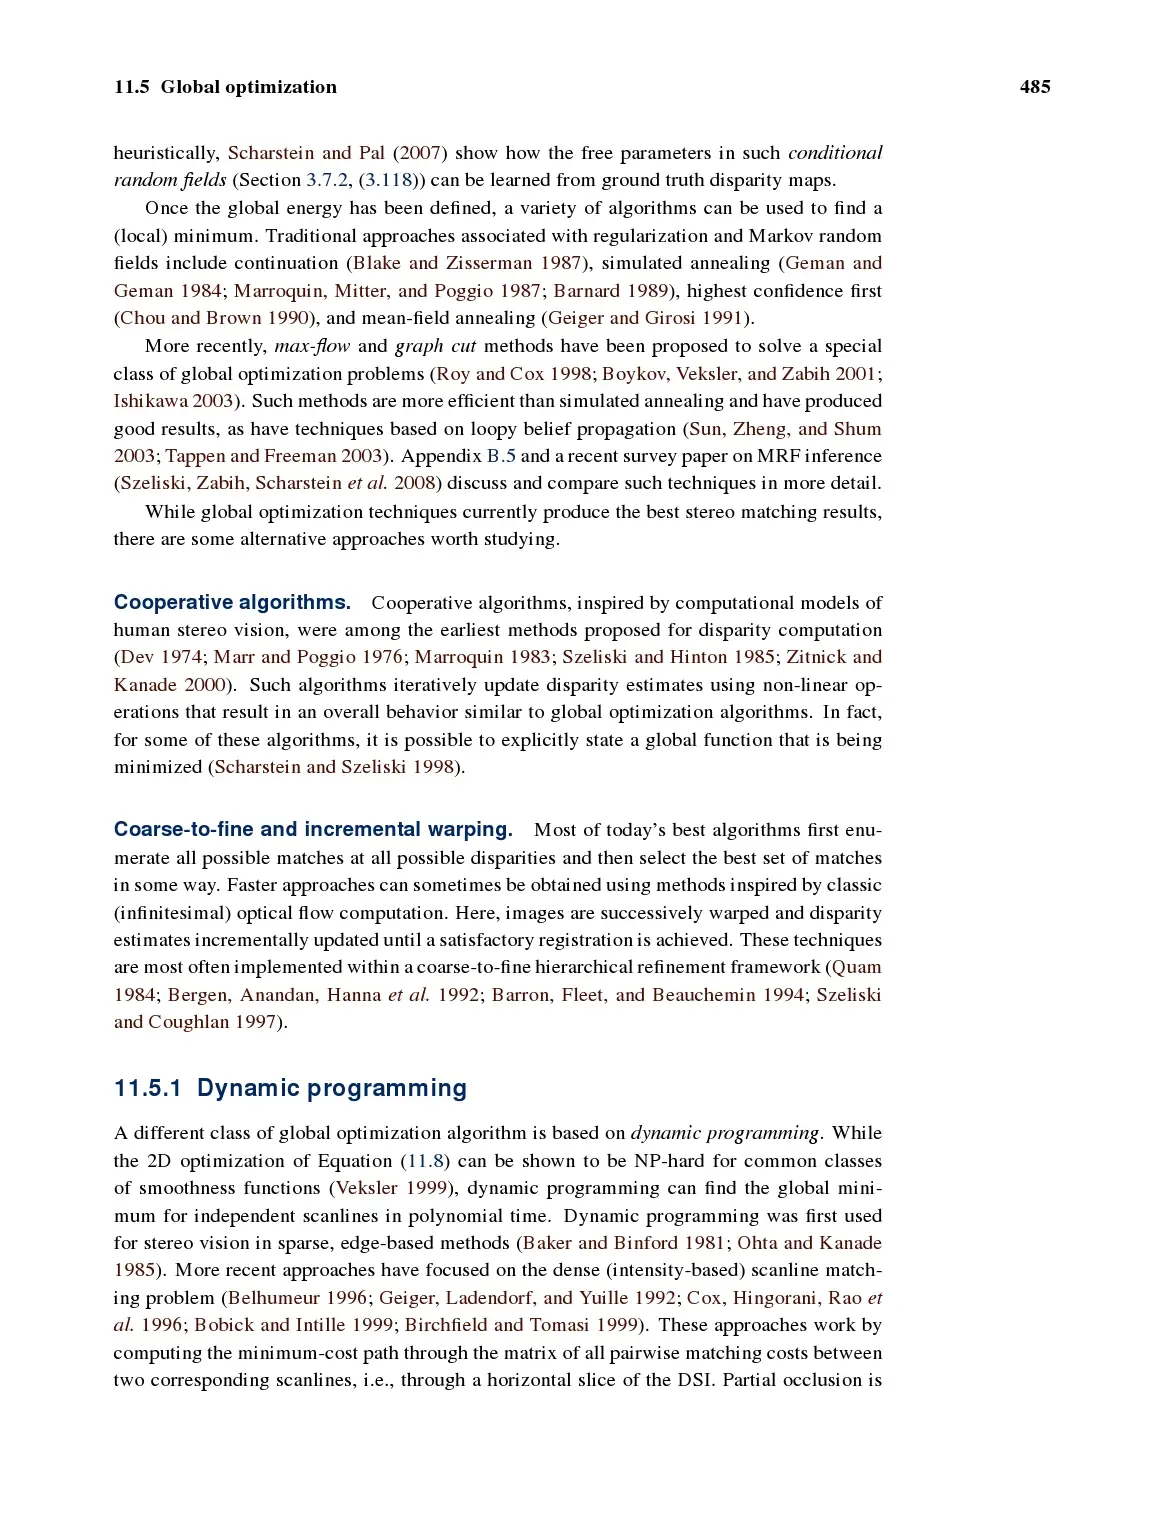 11.5 Global optimization 485
heuristically, Scharstein and Pal (2007) show how the free parameters in such conditional
random fields (Section 3.7.2, (3.118)) can be learned from ground truth disparity maps.
Once the global energy has been defined, a variety of algorithms can be used to find a
(local) minimum. Traditional approaches associated with regularization and Markov random
fields include continuation (Blake and Zisserman 1987), simulated annealing (Geman and
Geman 1984; Marroquin, Mitter, and Poggio 1987; Barnard 1989), highest confidence first
(Chou and Brown 1990), and mean-field annealing (Geiger and Girosi 1991).
More recently, max-flow and graph cut methods have been proposed to solve a special
class of global optimization problems (Roy and Cox 1998; Boykov, Veksler, and Zabih 2001;
Ishikawa 2003). Such methods are more efficient than simulated annealing and have produced
good results, as have techniques based on loopy belief propagation (Sun, Zheng, and Shum
2003; Tappen and Freeman 2003). Appendix B.5 and a recent survey paper on MRF inference
(Szeliski, Zabih, Scharstein et al. 2008) discuss and compare such techniques in more detail.
While global optimization techniques currently produce the best stereo matching results,
there are some alternative approaches worth studying.
Cooperative algorithms. Cooperative algorithms, inspired by computational models of
human stereo vision, were among the earliest methods proposed for disparity computation
(Dev 1974; Marr and Poggio 1976; Marroquin 1983; Szeliski and Hinton 1985; Zitnick and
Kanade 2000). Such algorithms iteratively update disparity estimates using non-linear op-
erations that result in an overall behavior similar to global optimization algorithms. In fact,
for some of these algorithms, it is possible to explicitly state a global function that is being
minimized (Scharstein and Szeliski 1998).
Coarse-to-fine and incremental warping. Most of today's best algorithms first enu-
merate all possible matches at all possible disparities and then select the best set of matches
in some way. Faster approaches can sometimes be obtained using methods inspired by classic
(infinitesimal) optical flow computation. Here, images are successively warped and disparity
estimates incrementally updated until a satisfactory registration is achieved. These techniques
are most often implemented within a coarse-to-fine hierarchical refinement framework (Quam
1984; Bergen, Anandan, Hanna et al. 1992; Barron, Fleet, and Beauchemin 1994; Szeliski
and Coughlan 1997).
11.5.1 Dynamic programming
A different class of global optimization algorithm is based on dynamic programming. While
the 2D optimization of Equation (11.8) can be shown to be NP-hard for common classes
of smoothness functions (Veksler 1999), dynamic programming can find the global mini-
mum for independent scanlines in polynomial time. Dynamic programming was first used
for stereo vision in sparse, edge-based methods (Baker and Binford 1981; Ohta and Kanade
1985). More recent approaches have focused on the dense (intensity-based) scanline match-
ing problem (Belhumeur 1996; Geiger, Ladendorf, and Yuille 1992; Cox, Hingorani, Rao et
al. 1996; Bobick and Intille 1999; Birchfield and Tomasi 1999). These approaches work by
computing the minimum-cost path through the matrix of all pairwise matching costs between
two corresponding scanlines, i.e., through a horizontal slice of the DSI. Partial occlusion is